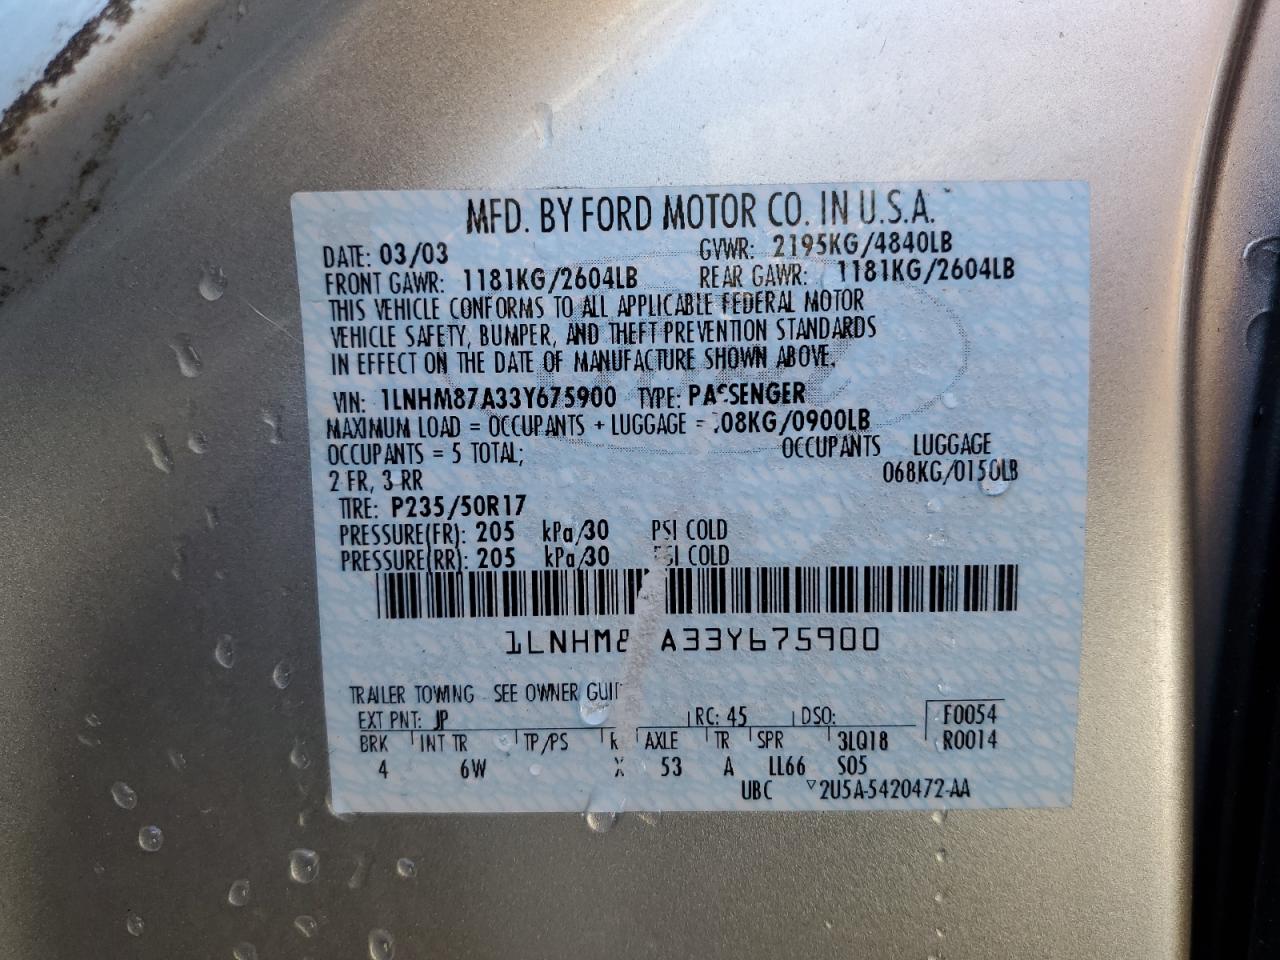 MFD. BY FORD MOTOR CO. IN U.S.A.
DATE: 03/03 GVWR: 2195KG/4840LB
FRONT GAWR: 1181KG/2604LB REAR GAWR: 1181KG/2604LB
THIS VEHICLE CONFORMS TO ALL APPLICABLE FEDERAL MOTOR
VEHICLE SAFETY, BUMPER, AND THEFT PREVENTION STANDARDS
IN EFFECT ON THE DATE OF MANUFACTURE SHOWN ABOVE.
VIN: 1LNHM87A33Y675900 TYPE: PASSENGER
MAXIMUM LOAD = OCCUPANTS + LUGGAGE = 08KG/0900LB
OCCUPANTS = 5 TOTAL; OCCUPANTS LUGGAGE
2 FR, 3 RR 068KG/0150LB
TIRE: P235/50R17
PRESSURE(FR): 205 kPa/30 PSI COLD
PRESSURE(RR): 205 kPa/30 PSI COLD
1LNHM8 A33Y675900
TRAILER TOWING - SEE OWNER GUI
EXT PNT: JP RC: 45 DSO: F0054
BRK INT TR TP/PS R AXLE TR SPR 3LQ18 R0014
4 6W X 53 A LL66 S05
UBC ▽2U5A-5420472-AA